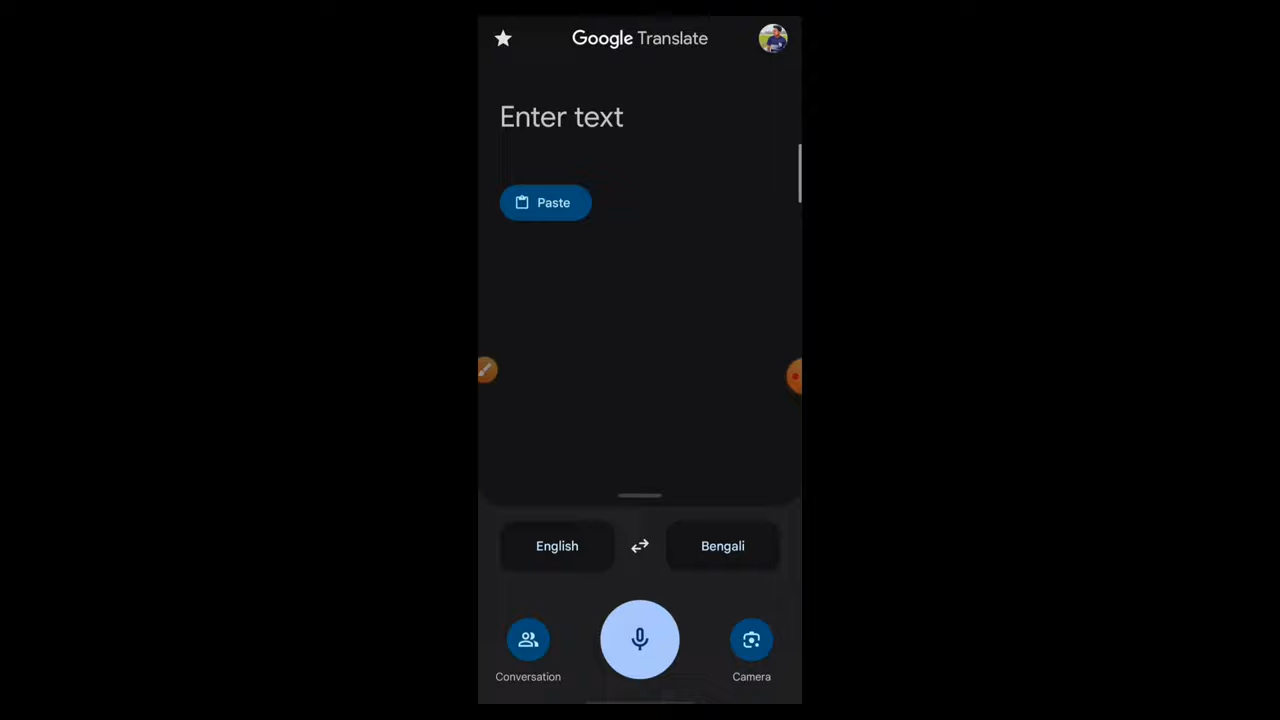 Google Translate
Enter text
Paste
English
Bengali
Conversation
Camera